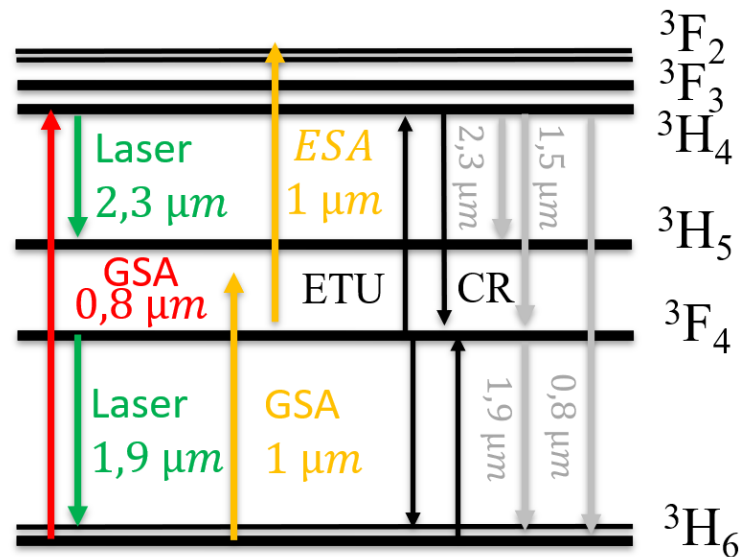 ³F₂
³F₃
³H₄
Laser
2,3 μm
ESA
1 μm
2,3 μm
1,5 μm
³H₅
GSA
0,8 μm
ETU
CR
³F₄
Laser
1,9 μm
GSA
1 μm
1,9 μm
0,8 μm
³H₆